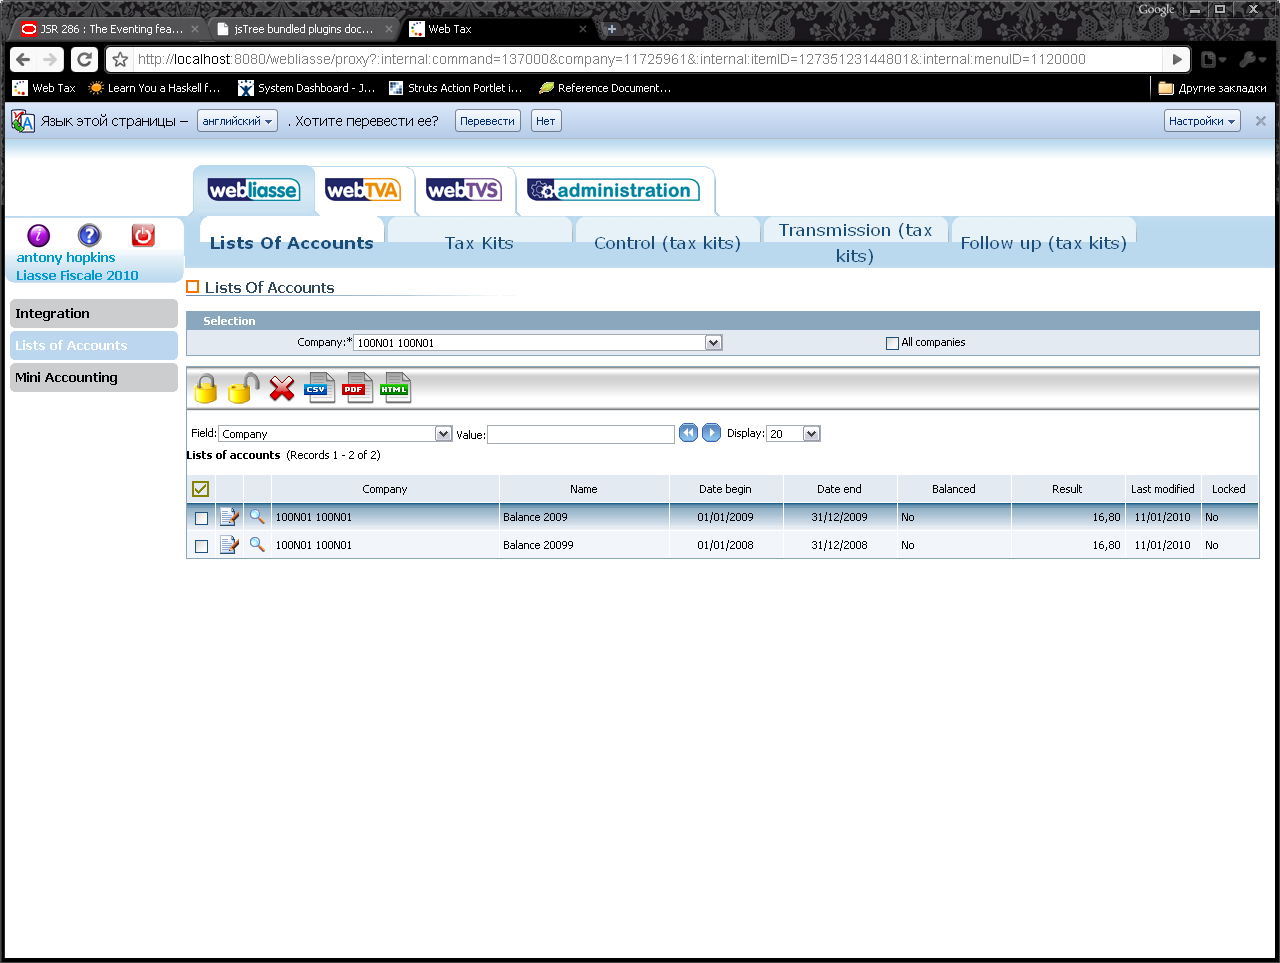 Google
JSR 286 : The Eventing fea...
jsTree bundled plugins doc...
Web Tax
http://localhost:8080/webliasse/proxy?:internal:command=137000&company=11725961&:internal:itemID=12735123144801&:internal:menuID=1120000
Web Tax
Learn You a Haskell f...
System Dashboard - J...
Struts Action Portlet i...
Reference Document...
Другие закладки
Язык этой страницы –
английский
. Хотите перевести ее?
Перевести
Нет
Настройки
webliasse
webTVA
webTVS
administration
antony hopkins
Liasse Fiscale 2010
Lists Of Accounts
Tax Kits
Control (tax kits)
Transmission (tax
kits)
Follow up (tax kits)
Integration
Lists of Accounts
Mini Accounting
Lists Of Accounts
Selection
Company:* 100N01 100N01
All companies
CSV PDF HTML
Field: Company Value: Display: 20
Lists of accounts (Records 1 - 2 of 2)
Company Name Date begin Date end Balanced Result Last modified Locked
100N01 100N01 Balance 2009 01/01/2009 31/12/2009 No 16,80 11/01/2010 No
100N01 100N01 Balance 20099 01/01/2008 31/12/2008 No 16,80 11/01/2010 No